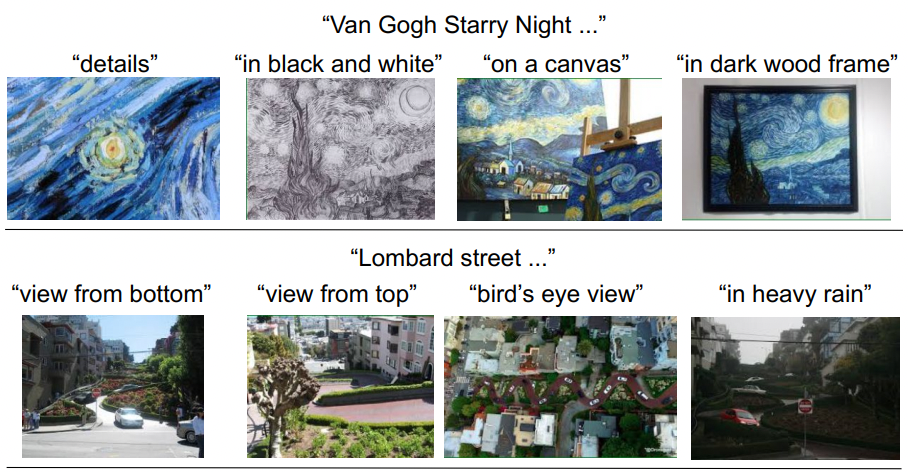 “Van Gogh Starry Night ...”
“details” “in black and white” “on a canvas” “in dark wood frame”
“Lombard street ...”
“view from bottom” “view from top” “bird’s eye view” “in heavy rain”